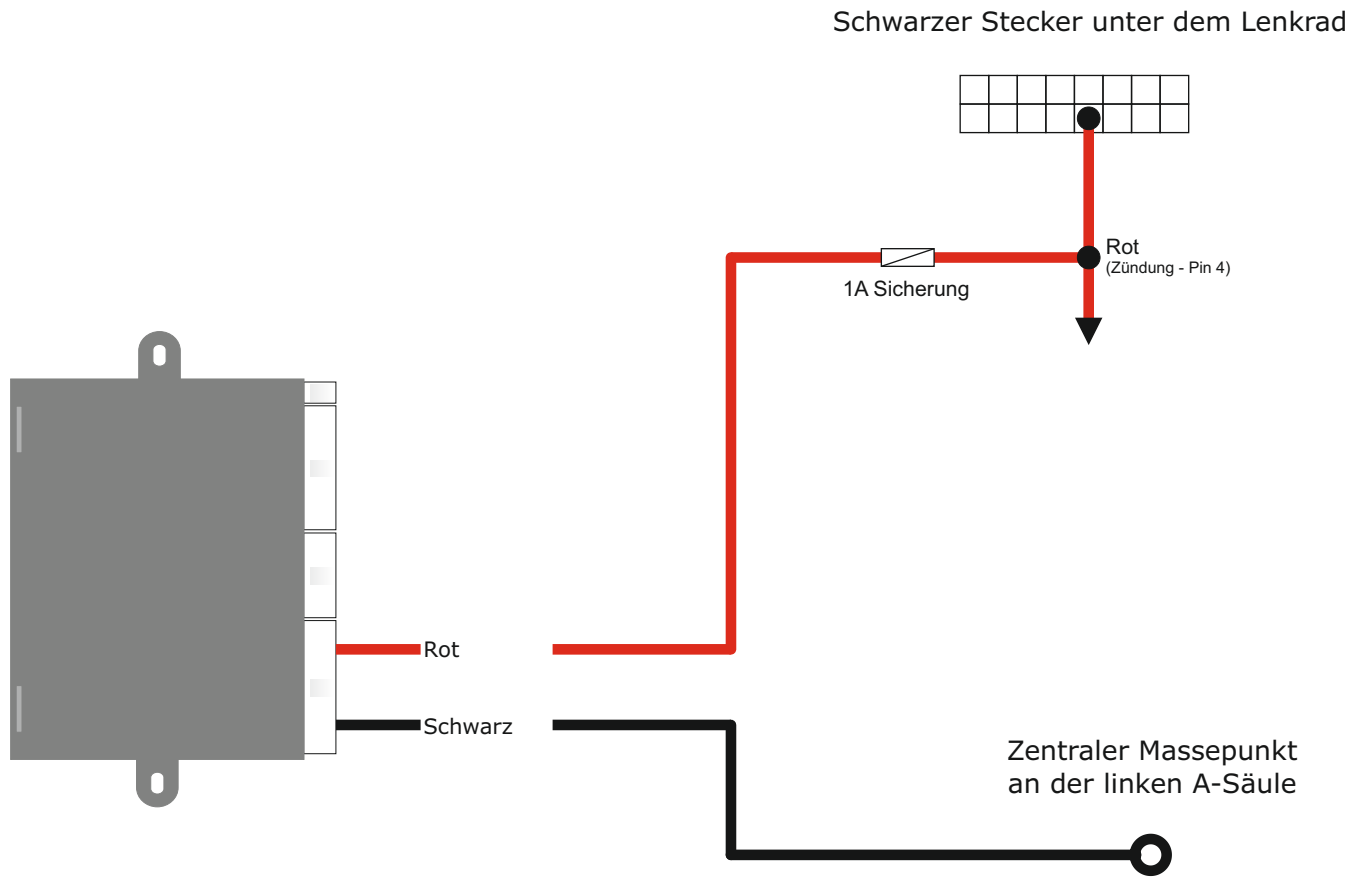 Schwarzer Stecker unter dem Lenkrad
Rot
(Zündung - Pin 4)
1A Sicherung
Rot
Schwarz
Zentraler Massepunkt
an der linken A-Säule